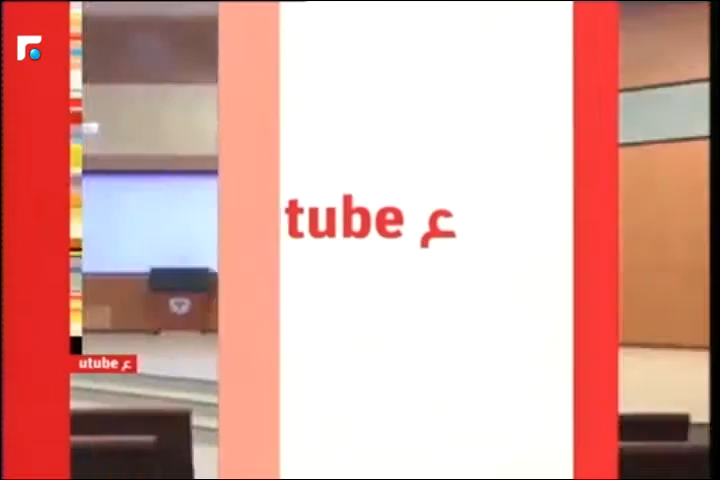 ع tube
ع utube